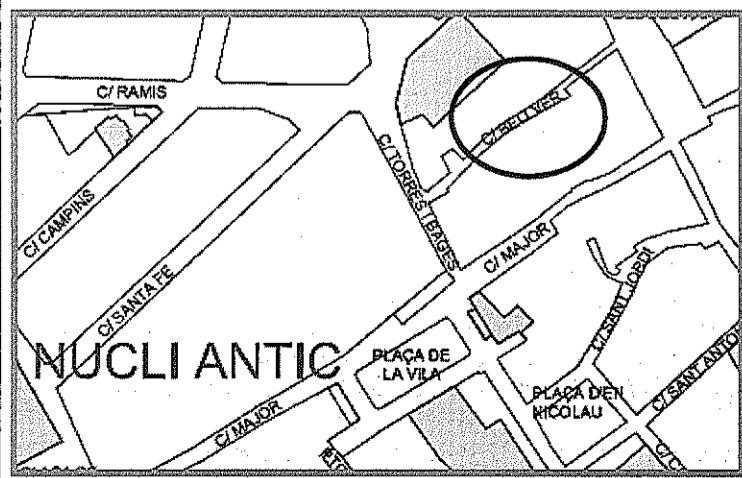 C/ RAMIS
C/ BELLVER
C/ TORRES I BAGES
C/ CAMPINS
C/ MAJOR
C/ SANT JORDI
C/ SANTA FE
NUCLI ANTIC
PLAÇA DE
LA VILA
C/ SANT ANTO
PLAÇA D'EN
NICOLAU
C/ MAJOR